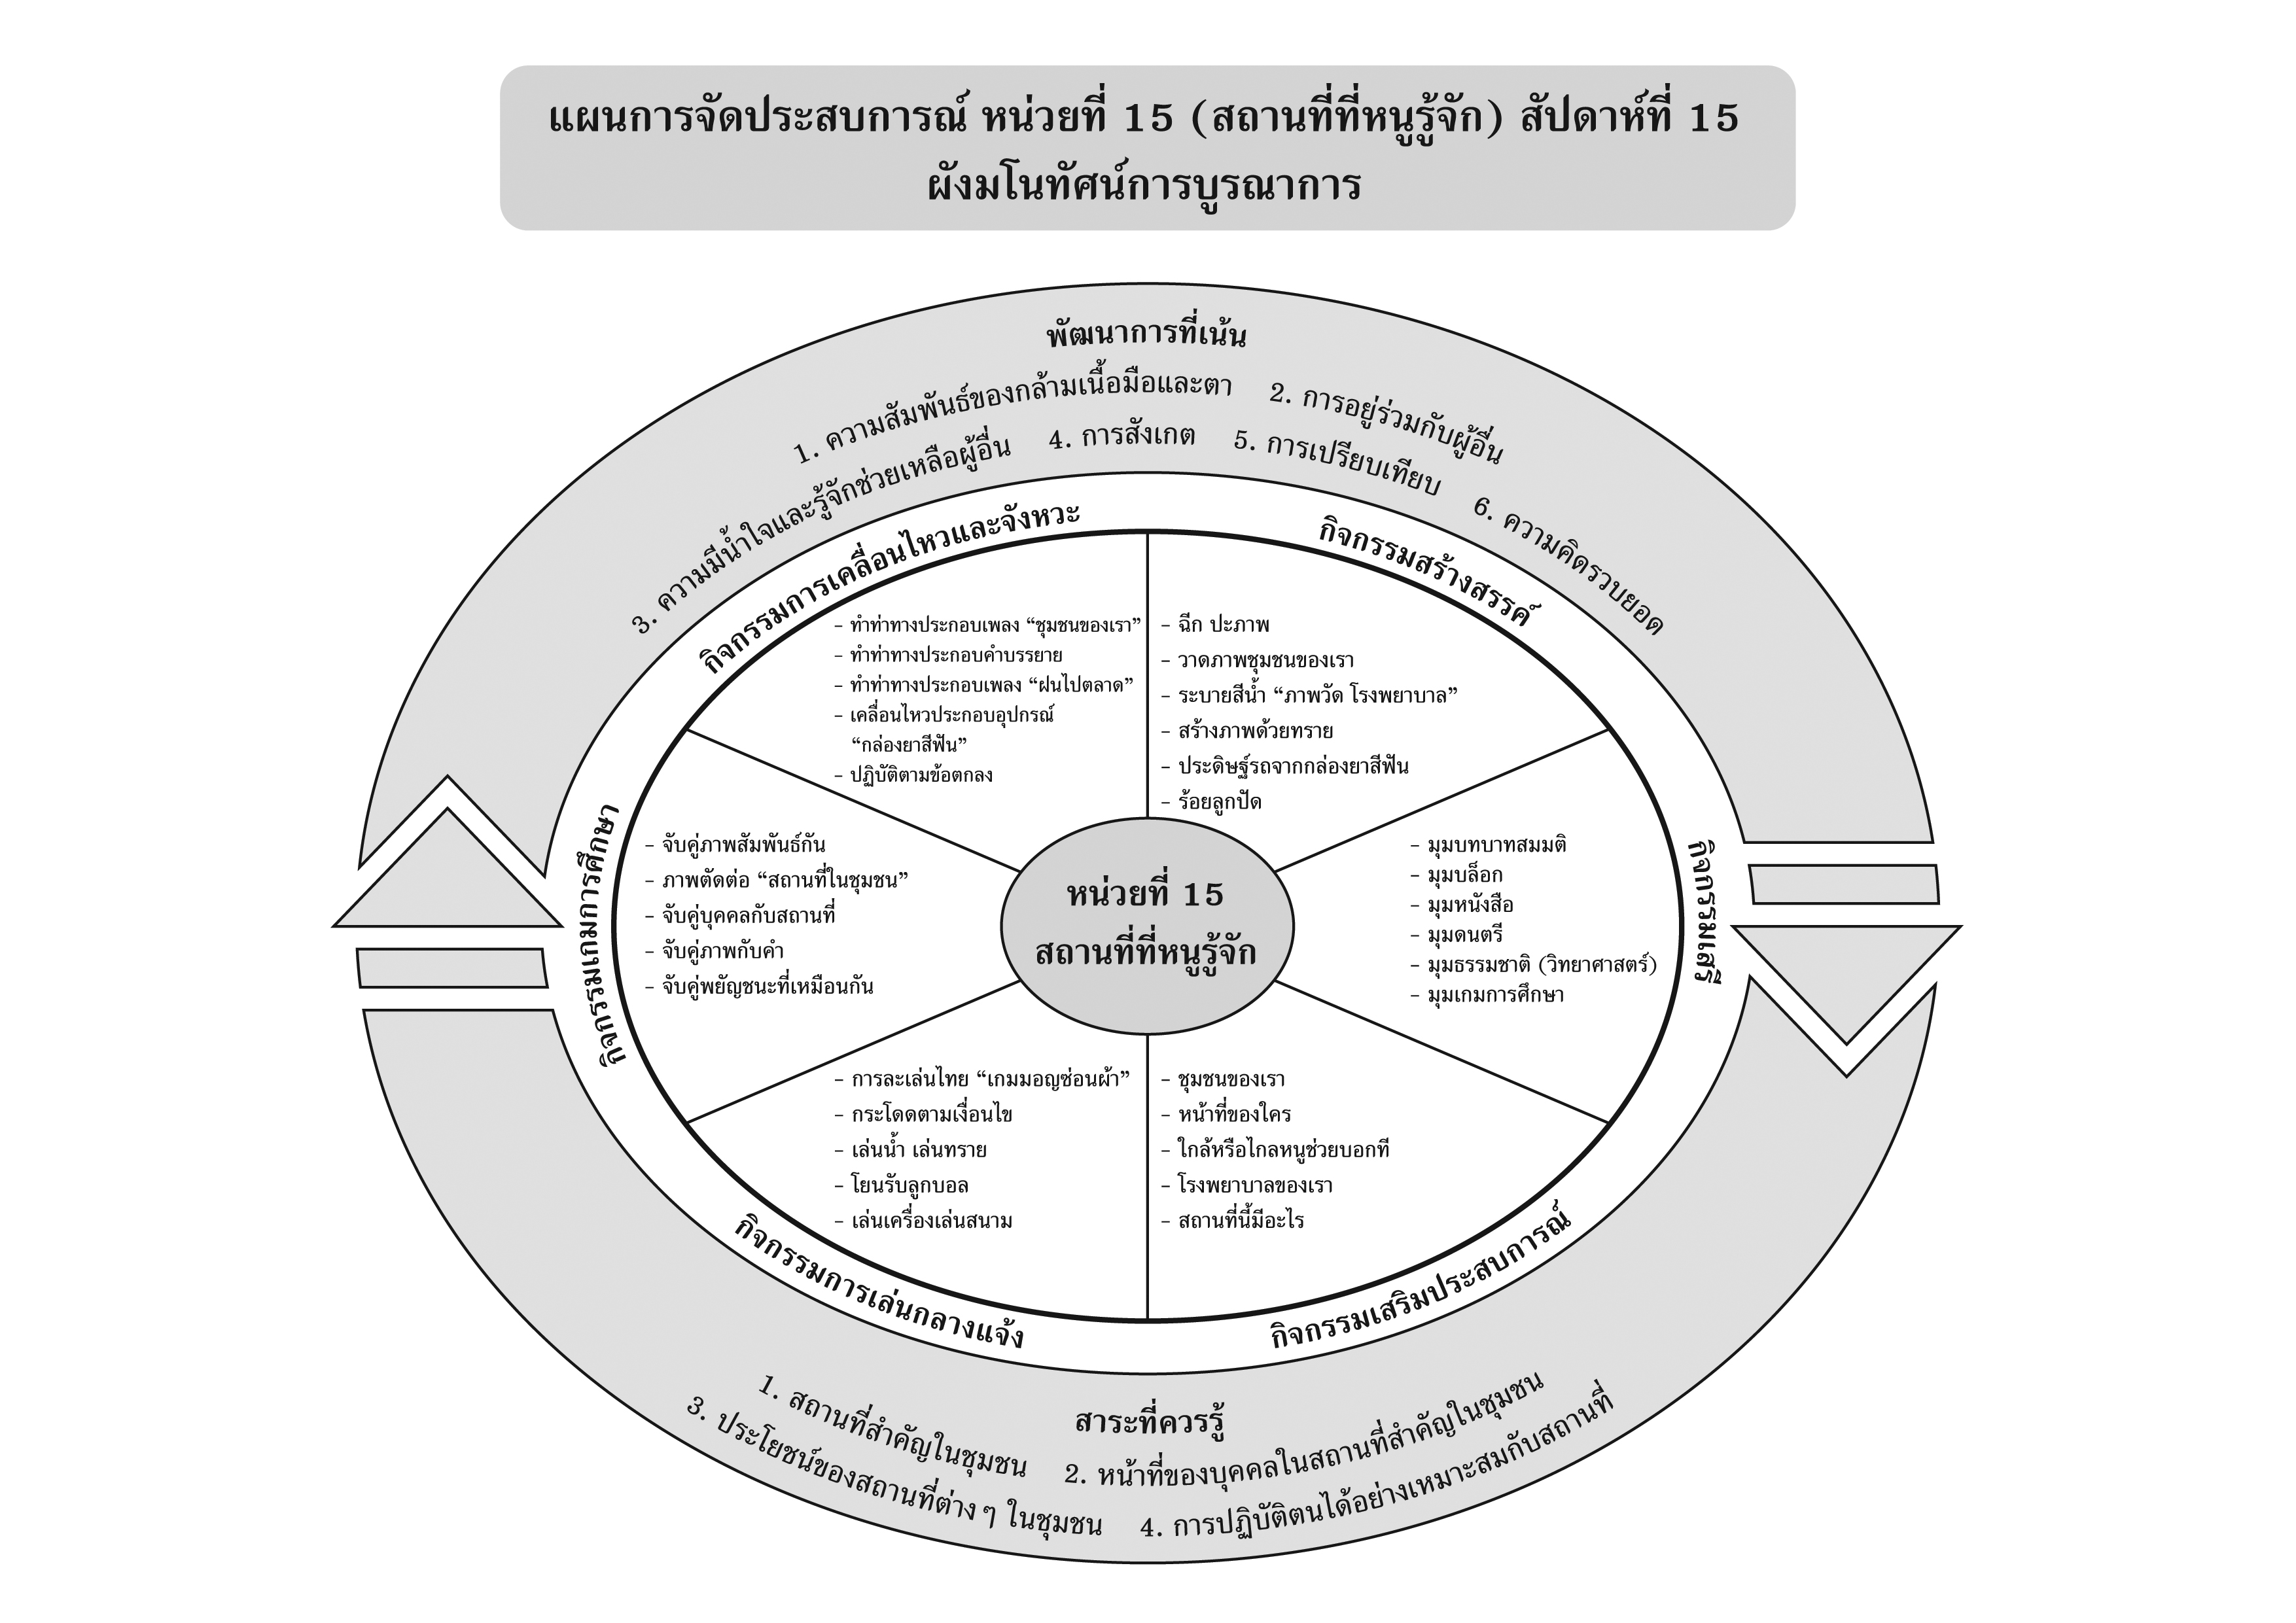 แผนการจัดประสบการณ์ หน่วยที่ 15 (สถานที่ที่หนูรู้จัก) สัปดาห์ที่ 15
ผังมโนทัศน์การบูรณาการ
พัฒนาการที่เน้น
1. ความสัมพันธ์ของกล้ามเนื้อมือและตา 2. การอยู่ร่วมกับผู้อื่น
3. ความมีน้ำใจและรู้จักช่วยเหลือผู้อื่น 4. การสังเกต 5. การเปรียบเทียบ 6. ความคิดรวบยอด
กิจกรรมการเคลื่อนไหวและจังหวะ
- ทำท่าทางประกอบเพลง “ชุมชนของเรา”
- ทำท่าทางประกอบคำบรรยาย
- ทำท่าทางประกอบเพลง “ฝนไปตลาด”
- เคลื่อนไหวประกอบอุปกรณ์
“กล่องยาสีฟัน”
- ปฏิบัติตามข้อตกลง
กิจกรรมสร้างสรรค์
- ฉีก ปะภาพ
- วาดภาพชุมชนของเรา
- ระบายสีน้ำ “ภาพวัด โรงพยาบาล”
- สร้างภาพด้วยทราย
- ประดิษฐ์รถจากกล่องยาสีฟัน
- ร้อยลูกปัด
กิจกรรมเกมการศึกษา
- จับคู่ภาพสัมพันธ์กัน
- ภาพตัดต่อ “สถานที่ในชุมชน”
- จับคู่บุคคลกับสถานที่
- จับคู่ภาพกับคำ
- จับคู่พยัญชนะที่เหมือนกัน
หน่วยที่ 15
สถานที่ที่หนูรู้จัก
กิจกรรมเสรี
- มุมบทบาทสมมติ
- มุมบล็อก
- มุมหนังสือ
- มุมดนตรี
- มุมธรรมชาติ (วิทยาศาสตร์)
- มุมเกมการศึกษา
- การละเล่นไทย “เกมมอญซ่อนผ้า”
- กระโดดตามเงื่อนไข
- เล่นน้ำ เล่นทราย
- โยนรับลูกบอล
- เล่นเครื่องเล่นสนาม
กิจกรรมการเล่นกลางแจ้ง
- ชุมชนของเรา
- หน้าที่ของใคร
- ใกล้หรือไกลหนูช่วยบอกที
- โรงพยาบาลของเรา
- สถานที่นี้มีอะไร
กิจกรรมเสริมประสบการณ์
สาระที่ควรรู้
1. สถานที่สำคัญในชุมชน 2. หน้าที่ของบุคคลในสถานที่สำคัญในชุมชน
3. ประโยชน์ของสถานที่ต่าง ๆ ในชุมชน 4. การปฏิบัติตนได้อย่างเหมาะสมกับสถานที่